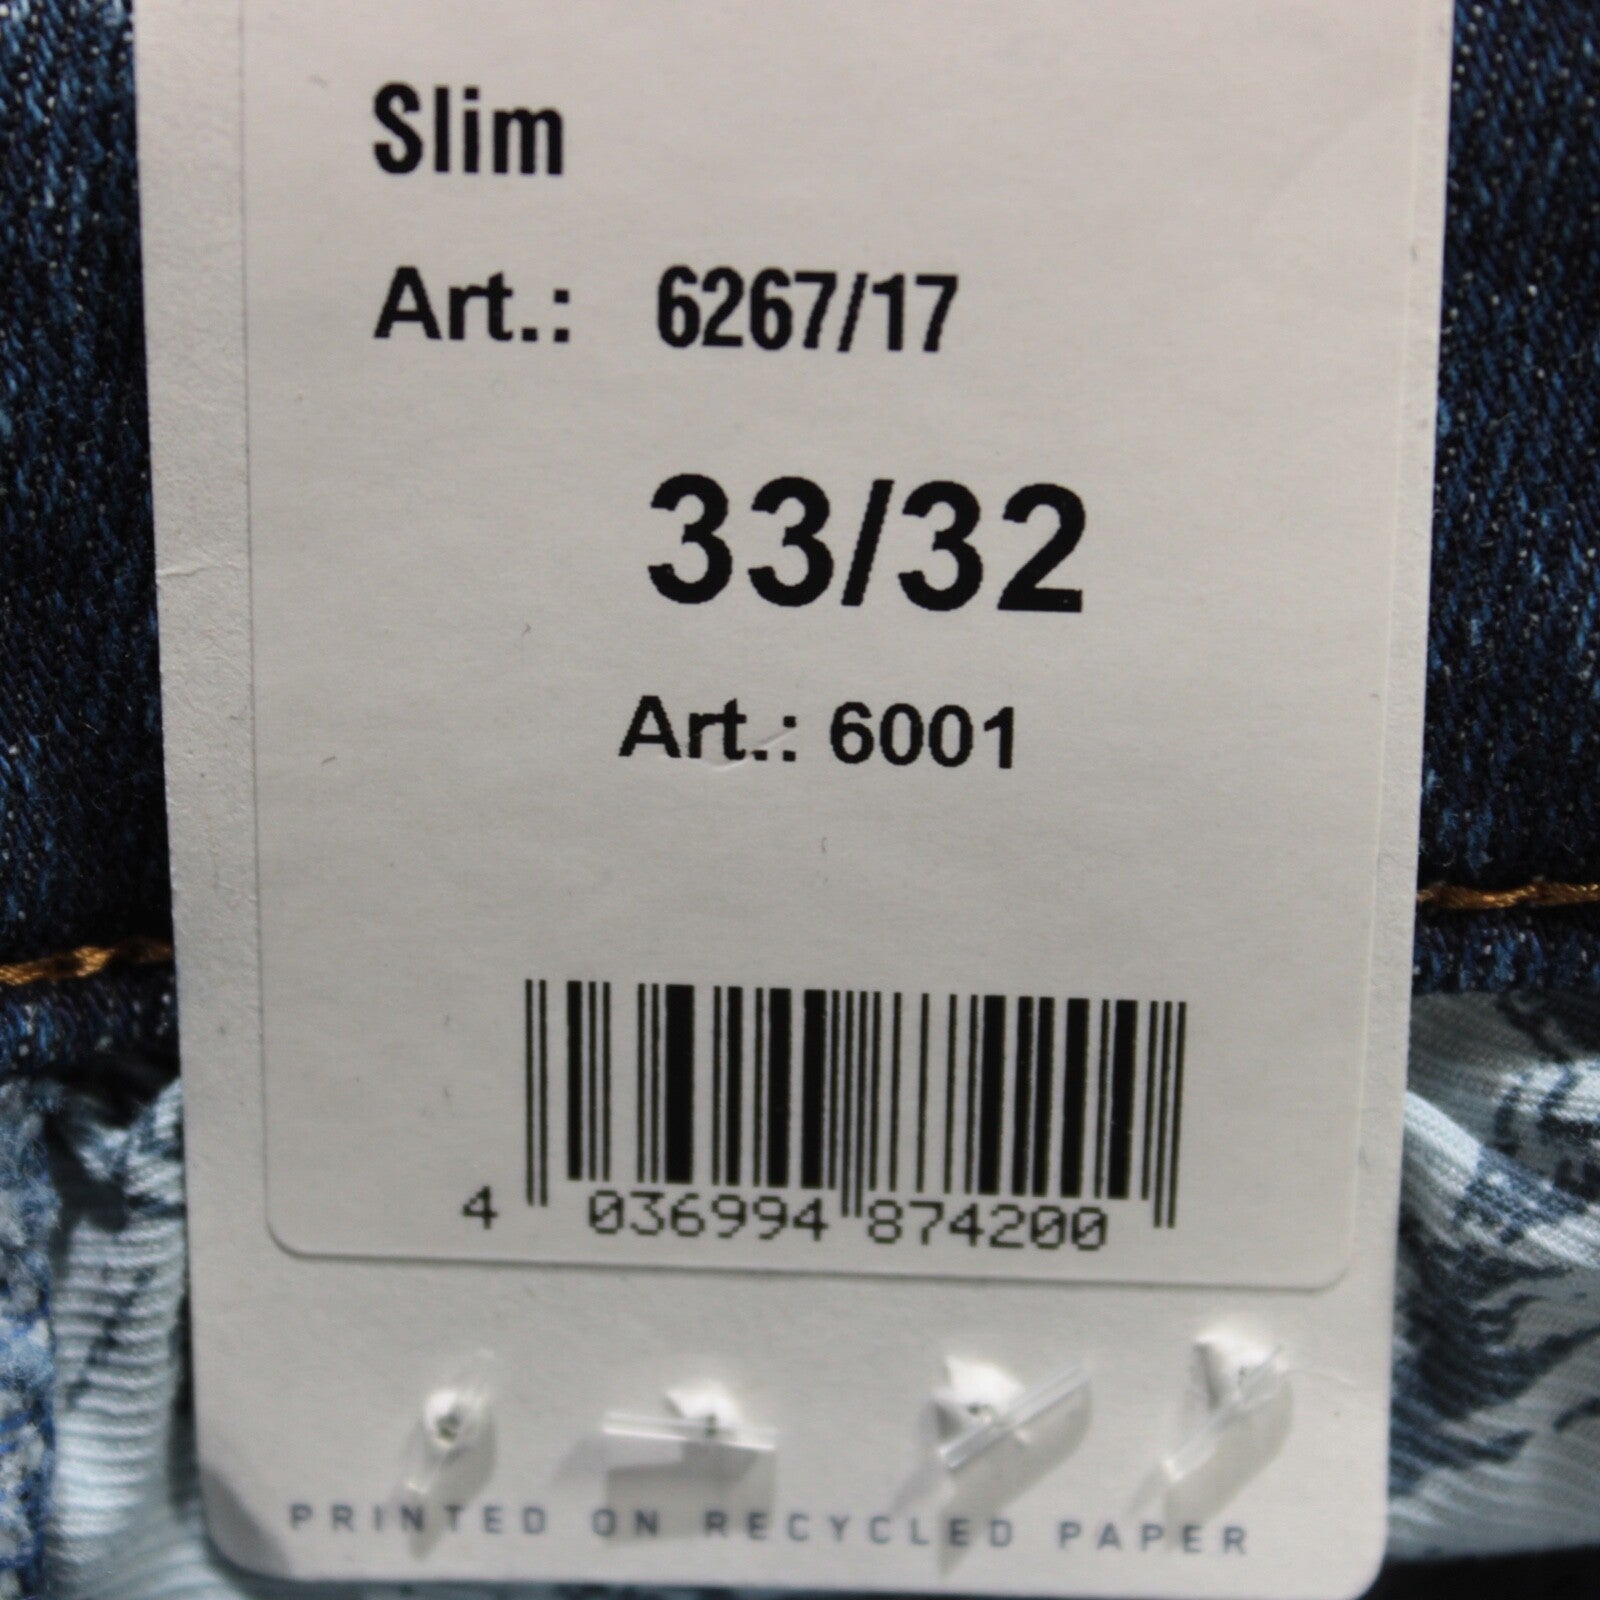 Slim
Art.: 6267/17
33/32
Art.: 6001
4 036994 874200
PRINTED ON RECYCLED PAPER